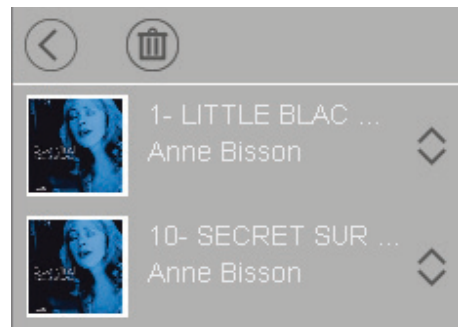 1- LITTLE BLAC ...
Anne Bisson
10- SECRET SUR ...
Anne Bisson